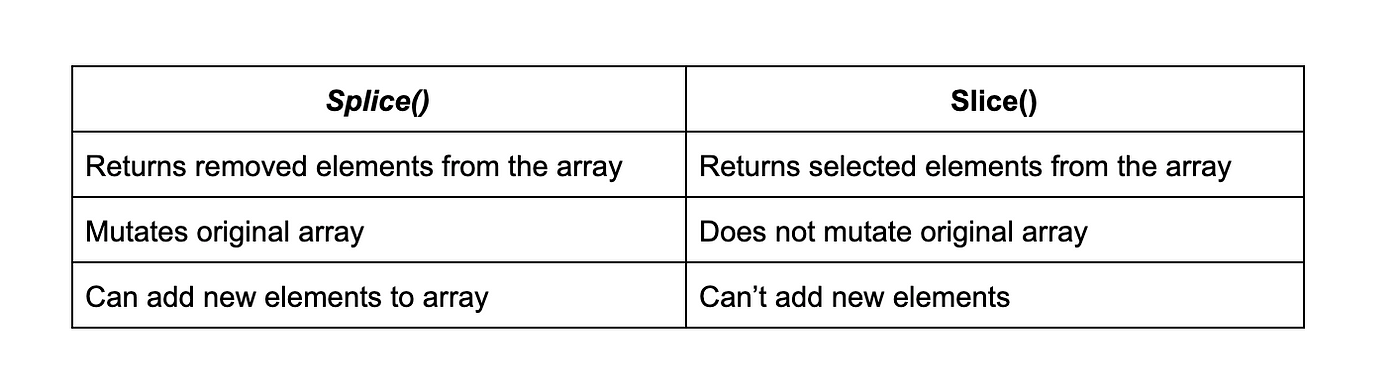 Splice()
Slice()
Returns removed elements from the array
Returns selected elements from the array
Mutates original array
Does not mutate original array
Can add new elements to array
Can’t add new elements